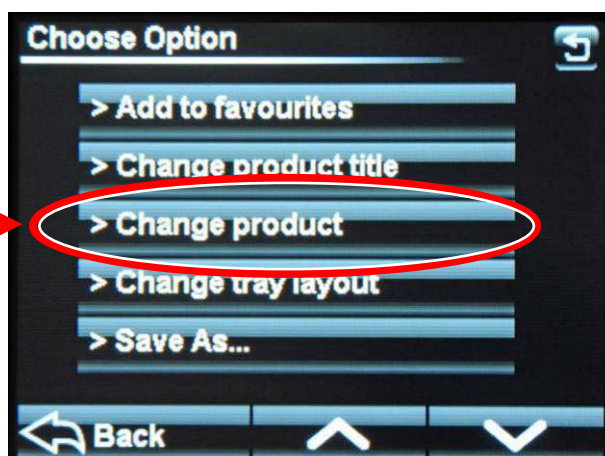 Choose Option
> Add to favourites
> Change product title
> Change product
> Change tray layout
> Save As...
Back